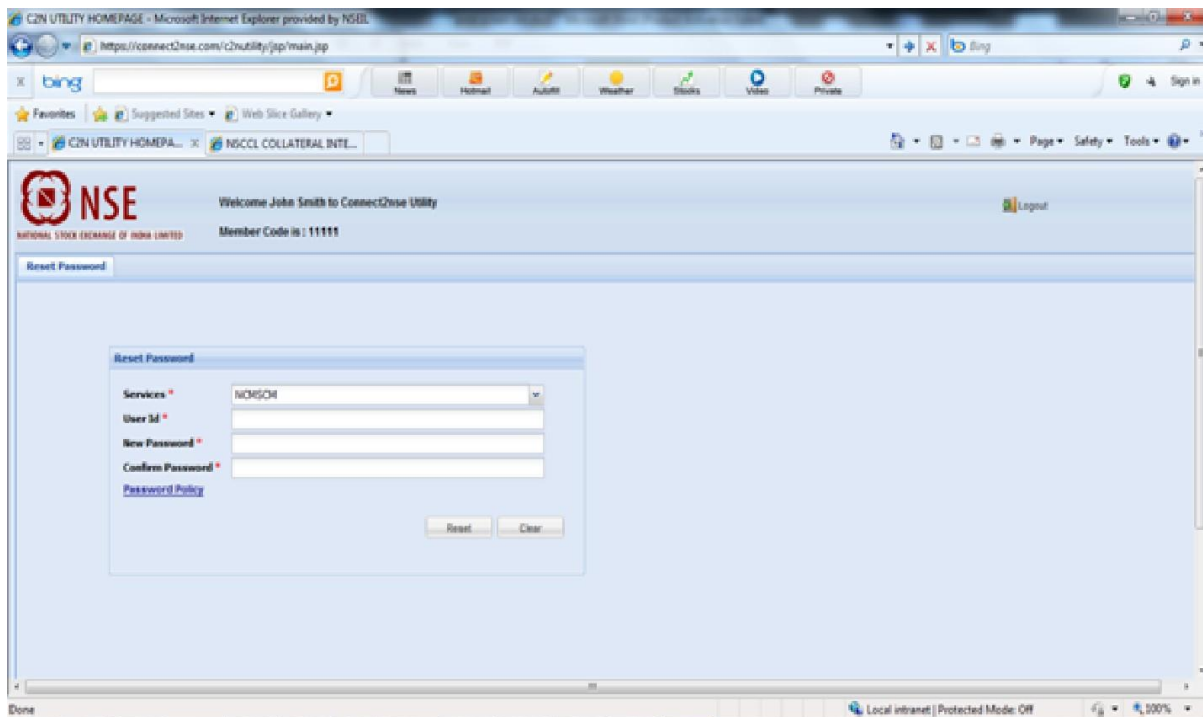 C2N UTILITY HOMEPAGE - Microsoft Internet Explorer provided by NSEIL
https://connect2nse.com/c2nutility/jsp/main.jsp
Bing
x bing News Hotmail Autofill Weather Stocks Video Private Sign in
Favorites Suggested Sites Web Slice Gallery
C2N UTILITY HOMEPA... x NSCCL COLLATERAL INTE... Page Safety Tools
NSE
NATIONAL STOCK EXCHANGE OF INDIA LIMITED
Welcome John Smith to Connect2nse Utility
Logout
Member Code is : 11111
Reset Password
Reset Password
Services *
User Id *
New Password *
Confirm Password *
Password Policy
Reset Clear
Done Local intranet | Protected Mode: Off 100%